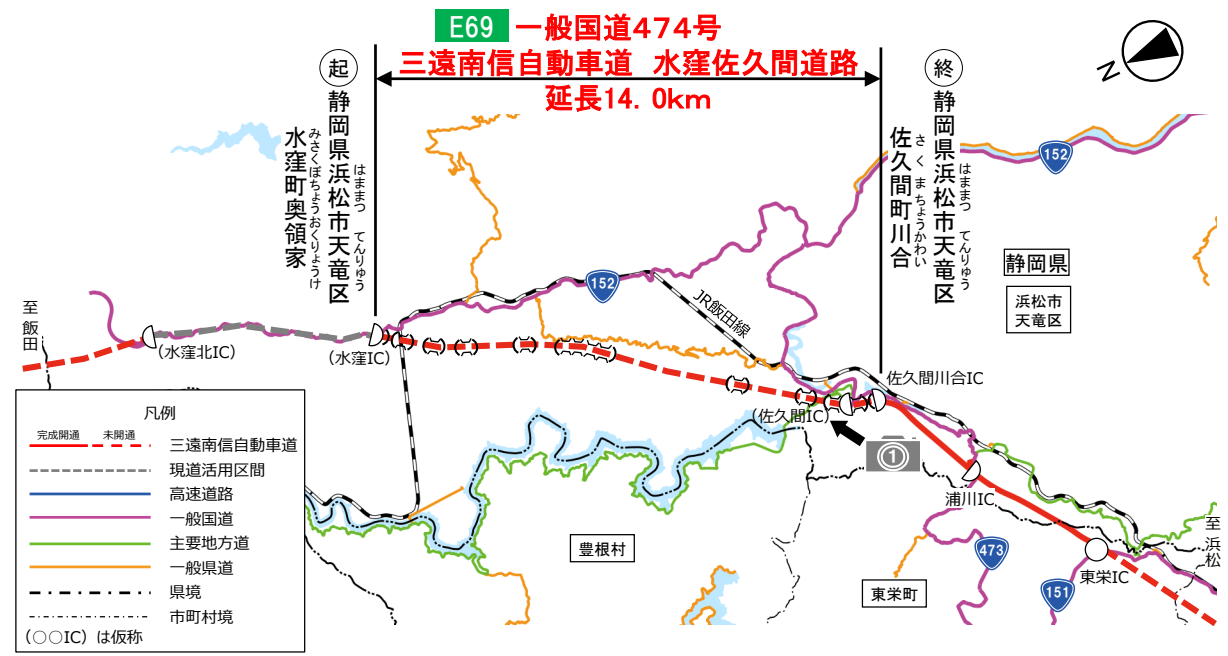 E69 一般国道474号
三遠南信自動車道 水窪佐久間道路
延長14.0km
起
静岡県浜松市天竜区
はままつ てんりゅう
水窪町奥領家
みさくぼちょうおくりょうけ
終
静岡県浜松市天竜区
はままつ てんりゅう
佐久間町川合
さくまちょうかわい
N
152
静岡県
浜松市
天竜区
152
JR飯田線
至飯田
(水窪北IC)
(水窪IC)
佐久間川合IC
(佐久間IC)
1
浦川IC
至浜松
473
東栄IC
151
東栄町
豊根村
凡例
完成開通 未開通
三遠南信自動車道
現道活用区間
高速道路
一般国道
主要地方道
一般県道
県境
市町村境
(○○IC)は仮称